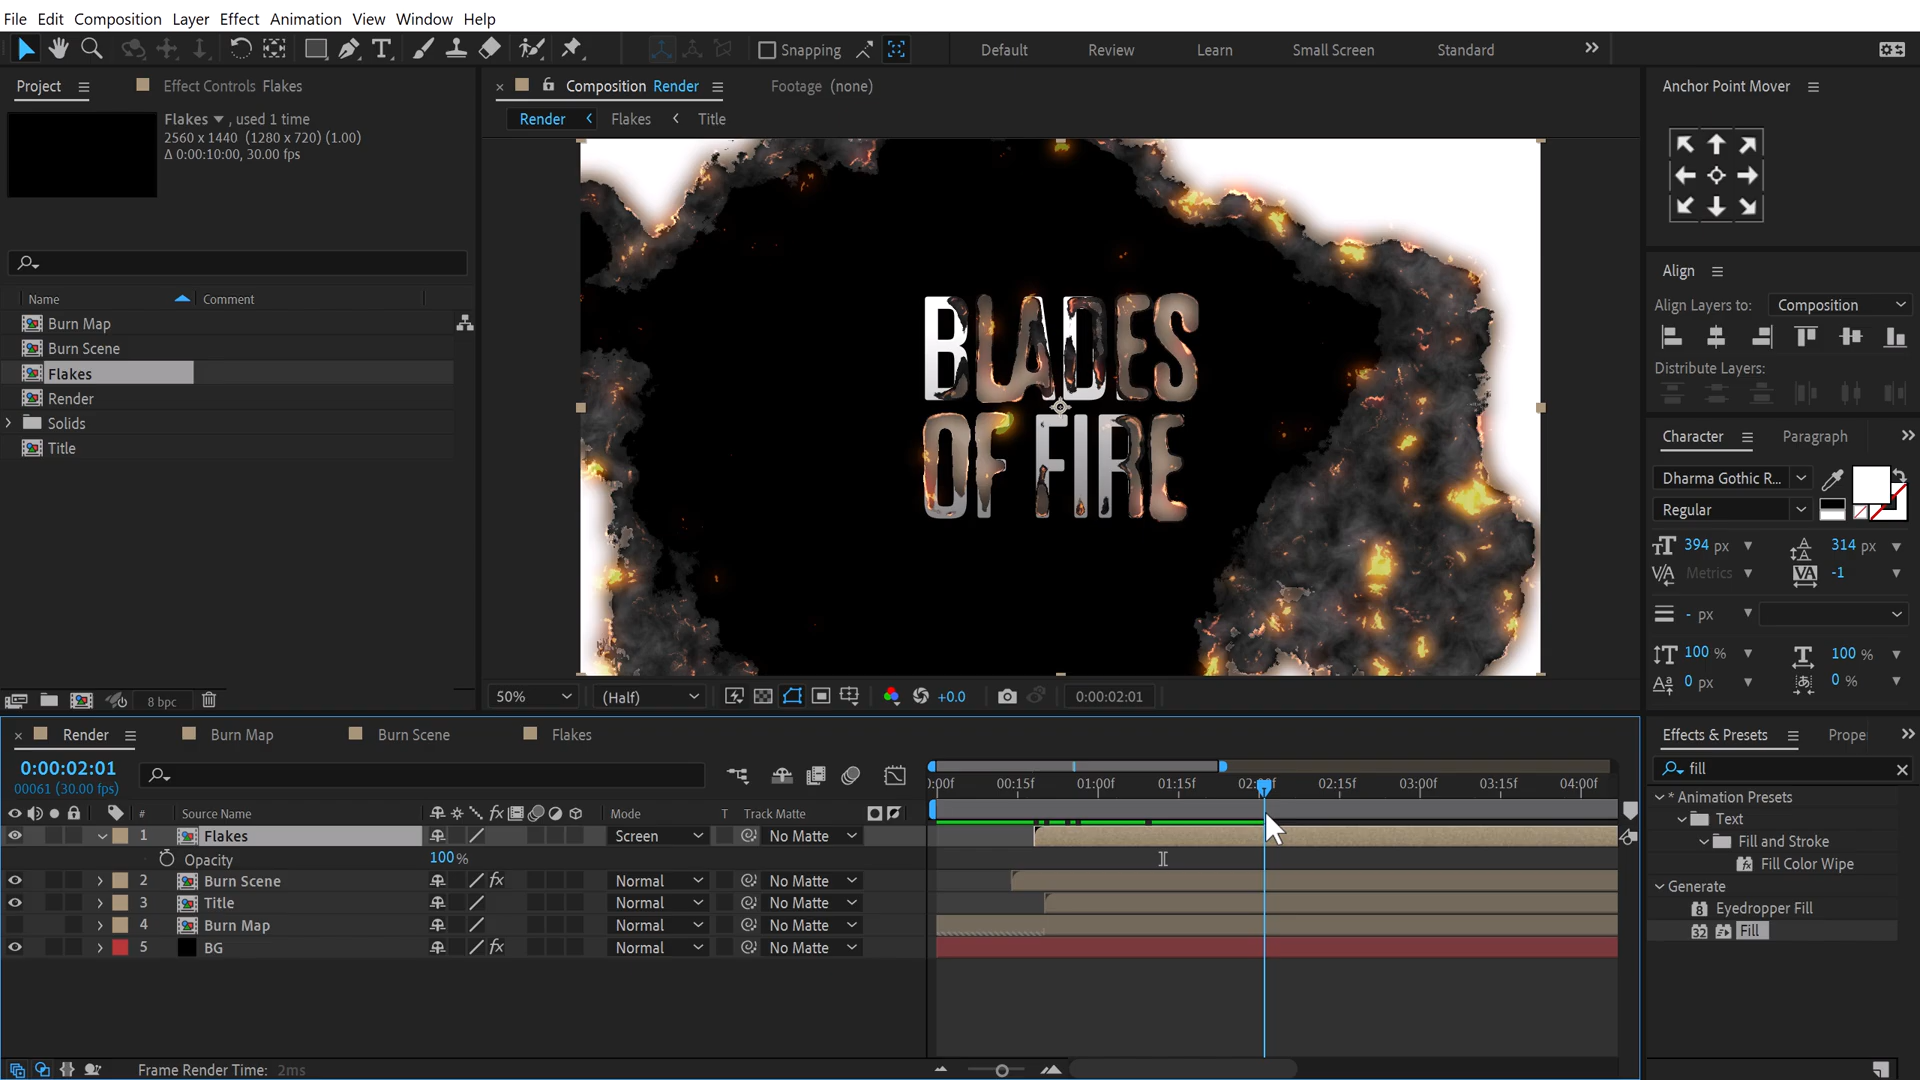 File Edit Composition Layer Effect Animation View Window Help
Snapping Default Review Learn Small Screen Standard
Project Effect Controls Flakes
Flakes , used 1 time
2560 x 1440 (1280 x 720) (1.00)
Δ 0:00:10:00, 30.00 fps
Name Comment
Burn Map
Burn Scene
Flakes
Render
Solids
Title
8 bpc
Composition Render Footage (none)
Render Flakes Title
BLADES
OF FIRE
50% (Half) +0.0 0:00:02:01
Anchor Point Mover
Align
Align Layers to: Composition
Distribute Layers:
Character Paragraph
Dharma Gothic R...
Regular
394 px 314 px
Metrics -1
- px
100 % 100 %
0 px 0 %
Render Burn Map Burn Scene Flakes
0:00:02:01
00061 (30.00 fps)
# Source Name Mode T Track Matte
1 Flakes Screen No Matte
Opacity 100%
2 Burn Scene Normal No Matte
3 Title Normal No Matte
4 Burn Map Normal No Matte
5 BG Normal No Matte
00:15f 01:00f 01:15f 02:15f 03:00f 03:15f 04:00f
Frame Render Time: 2ms
Effects & Presets Prope
fill
* Animation Presets
Text
Fill and Stroke
Fill Color Wipe
Generate
Eyedropper Fill
Fill